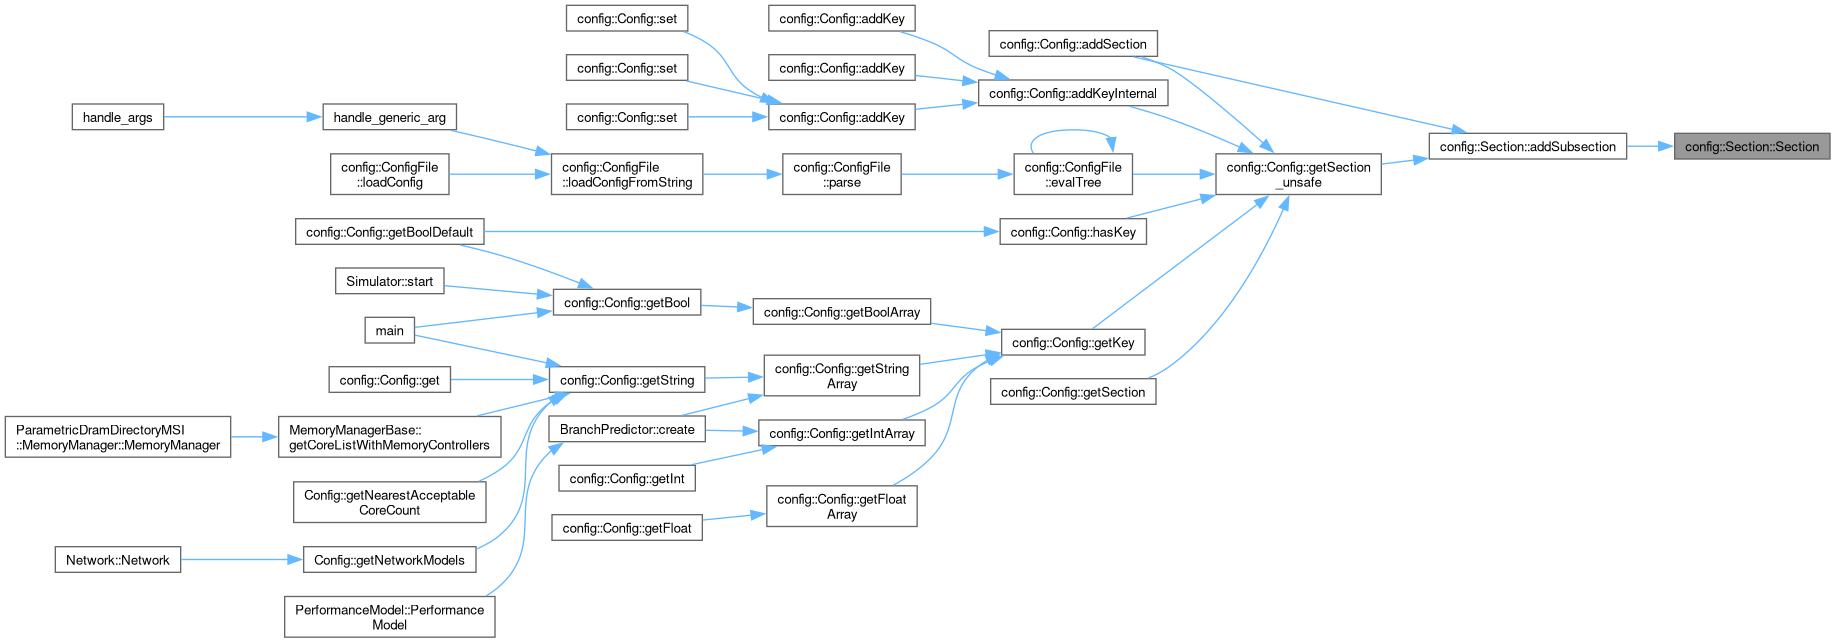 config::Config::set
config::Config::addKey
config::Config::addSection
config::Config::set
config::Config::addKey
config::Config::addKeyInternal
handle_args
handle_generic_arg
config::Config::set
config::Config::addKey
config::Section::addSubsection
config::Section::Section
config::ConfigFile
::loadConfig
config::ConfigFile
::loadConfigFromString
config::ConfigFile
::parse
config::ConfigFile
::evalTree
config::Config::getSection
_unsafe
config::Config::getBoolDefault
config::Config::hasKey
Simulator::start
config::Config::getBool
config::Config::getBoolArray
main
config::Config::getKey
config::Config::get
config::Config::getString
config::Config::getString
Array
config::Config::getSection
ParametricDramDirectoryMSI
::MemoryManager::MemoryManager
MemoryManagerBase::
getCoreListWithMemoryControllers
BranchPredictor::create
config::Config::getIntArray
config::Config::getInt
Config::getNearestAcceptable
CoreCount
config::Config::getFloat
config::Config::getFloat
Array
Network::Network
Config::getNetworkModels
PerformanceModel::Performance
Model